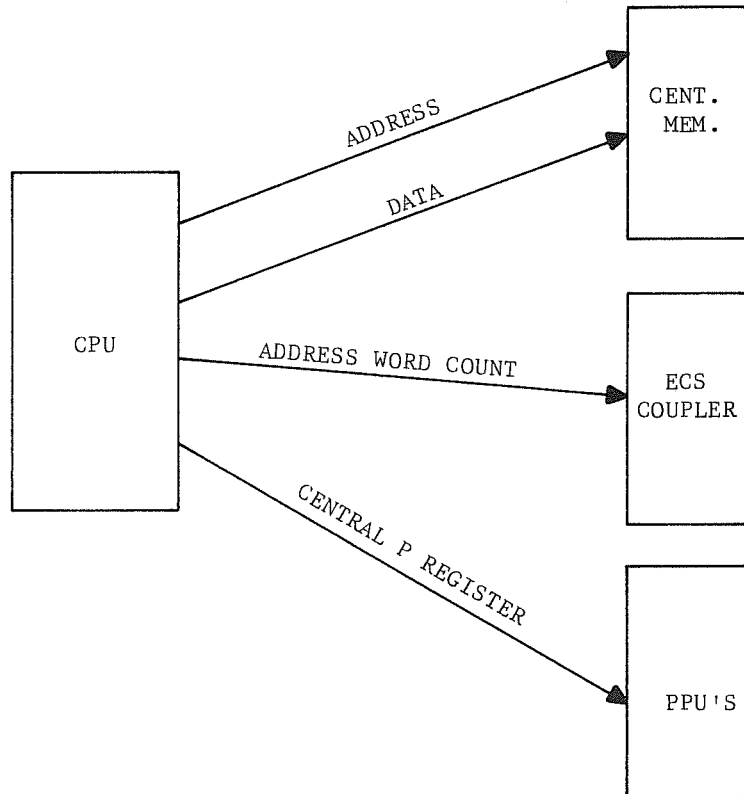 CENT.
MEM.
ADDRESS
DATA
CPU
ADDRESS WORD COUNT
ECS
COUPLER
CENTRAL P REGISTER
PPU'S